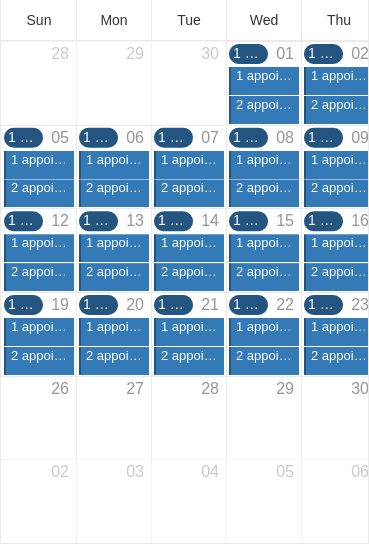 Sun Mon Tue Wed Thu
28 29 30 1 ... 01 1 ... 02
1 appoi... 1 appoi...
2 appoi... 2 appoi...
1 ... 05 1 ... 06 1 ... 07 1 ... 08 1 ... 09
1 appoi... 1 appoi... 1 appoi... 1 appoi... 1 appoi...
2 appoi... 2 appoi... 2 appoi... 2 appoi... 2 appoi...
1 ... 12 1 ... 13 1 ... 14 1 ... 15 1 ... 16
1 appoi... 1 appoi... 1 appoi... 1 appoi... 1 appoi...
2 appoi... 2 appoi... 2 appoi... 2 appoi... 2 appoi...
1 ... 19 1 ... 20 1 ... 21 1 ... 22 1 ... 23
1 appoi... 1 appoi... 1 appoi... 1 appoi... 1 appoi...
2 appoi... 2 appoi... 2 appoi... 2 appoi... 2 appoi...
26 27 28 29 30
02 03 04 05 06